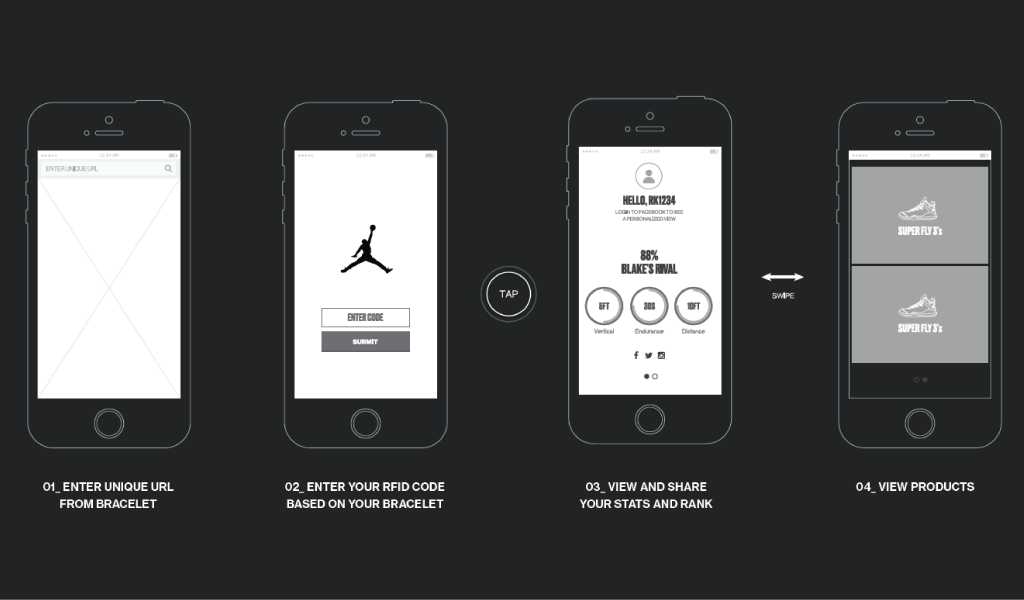 12:34 AM
ENTER UNIQUE URL
01_ ENTER UNIQUE URL
FROM BRACELET
12:34 AM
ENTER CODE
SUBMIT
02_ ENTER YOUR RFID CODE
BASED ON YOUR BRACELET
TAP
12:34 AM
HELLO, RK1234
LOGIN TO FACEBOOK TO SEE
A PERSONALIZED VIEW
88%
BLAKE'S RIVAL
6FT
36S
10FT
Vertical
Endurance
Distance
03_ VIEW AND SHARE
YOUR STATS AND RANK
SWIPE
12:34 AM
SUPER FLY 3's
SUPER FLY 3's
04_ VIEW PRODUCTS